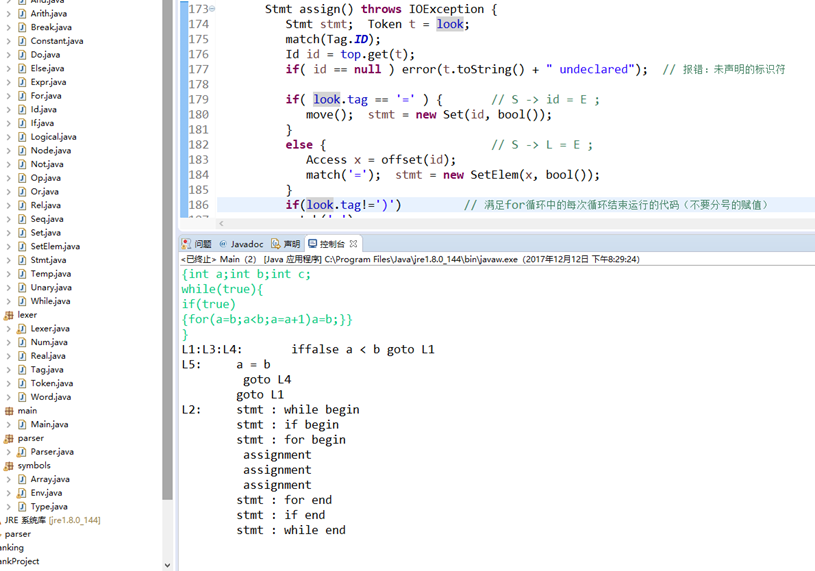 Arith.java
Break.java
Constant.java
Do.java
Else.java
Expr.java
For.java
Id.java
If.java
Logical.java
Node.java
Not.java
Op.java
Or.java
Rel.java
Seq.java
Set.java
SetElem.java
Stmt.java
Temp.java
Unary.java
While.java
lexer
Lexer.java
Num.java
Real.java
Tag.java
Token.java
Word.java
main
Main.java
parser
Parser.java
symbols
Array.java
Env.java
Type.java
JRE 系统库 [jre1.8.0_144]
parser
anking
ankProject
173 Stmt assign() throws IOException {
174 Stmt stmt; Token t = look;
175 match(Tag.ID);
176 Id id = top.get(t);
177 if( id == null ) error(t.toString() + " undeclared"); // 报错：未声明的标识符
178
179 if( look.tag == '=' ) { // S -> id = E ;
180 move(); stmt = new Set(id, bool());
181 }
182 else { // S -> L = E ;
183 Access x = offset(id);
184 match('='); stmt = new SetElem(x, bool());
185 }
186 if(look.tag!=')') // 满足for循环中的每次循环结束运行的代码（不要分号的赋值）
问题 Javadoc 声明 控制台
<已终止> Main（2） [Java 应用程序] C:\Program Files\Java\jre1.8.0_144\bin\javaw.exe（2017年12月12日 下午8:29:24）
{int a;int b;int c;
while(true){
if(true)
{for(a=b;a<b;a=a+1)a=b;}}
}
L1:L3:L4: iffalse a < b goto L1
L5: a = b
goto L4
goto L1
L2: stmt : while begin
stmt : if begin
stmt : for begin
assignment
assignment
assignment
stmt : for end
stmt : if end
stmt : while end